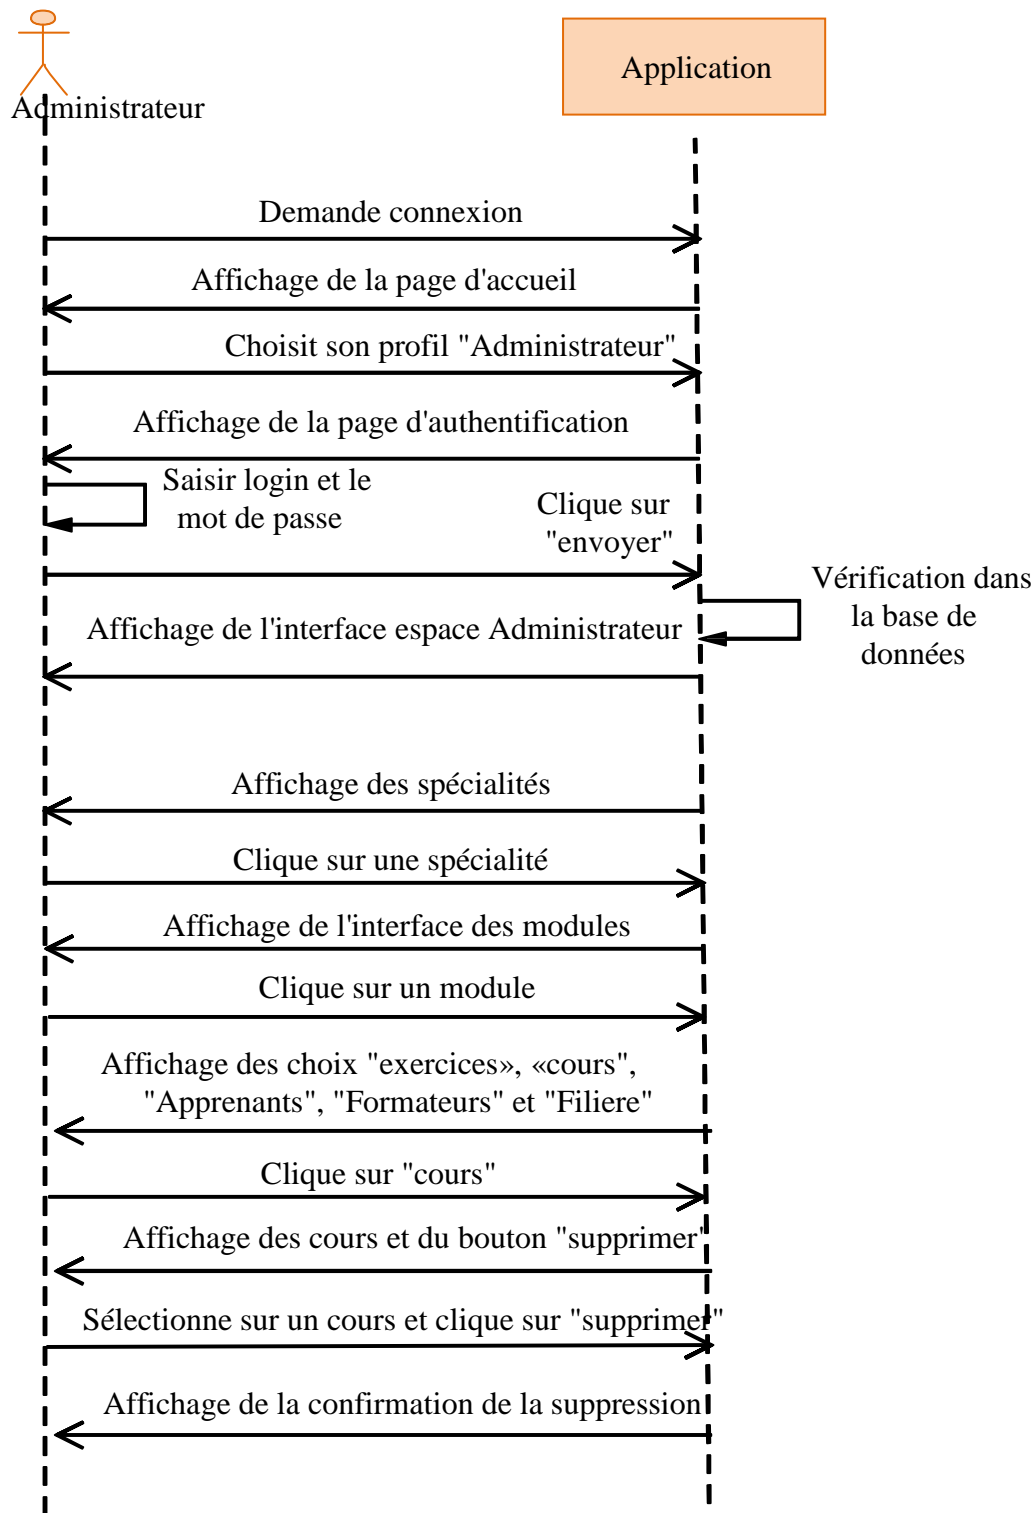 Administrateur
Application
Demande connexion
Affichage de la page d'accueil
Choisit son profil "Administrateur"
Affichage de la page d'authentification
Saisir login et le
mot de passe
Clique sur
"envoyer"
Vérification dans
la base de
données
Affichage de l'interface espace Administrateur
Affichage des spécialités
Clique sur une spécialité
Affichage de l'interface des modules
Clique sur un module
Affichage des choix "exercices», «cours",
"Apprenants", "Formateurs" et "Filiere"
Clique sur "cours"
Affichage des cours et du bouton "supprimer'
Sélectionne sur un cours et clique sur "supprimer"
Affichage de la confirmation de la suppression